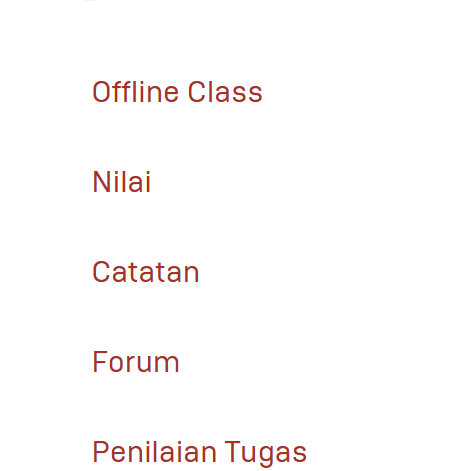 Offline Class
Nilai
Catatan
Forum
Penilaian Tugas